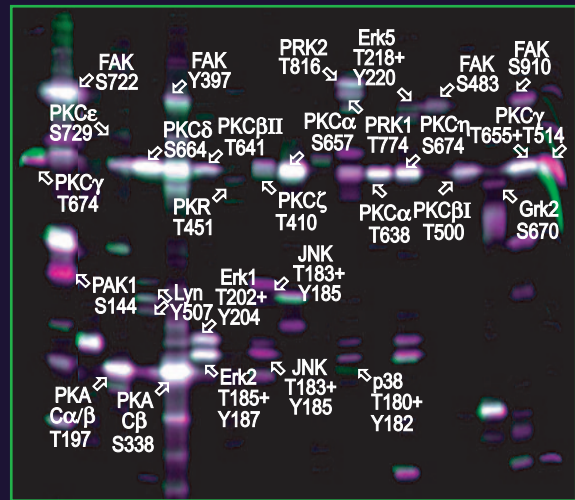 FAK
S722
FAK
Y397
PRK2
T816
Erk5
T218+
Y220
FAK
S483
FAK
S910
PKCε
S729
PKCδ
S664
PKCβII
T641
PKCα
S657
PRK1
T774
PKCη
S674
PKCγ
T655+T514
PKCγ
T674
PKR
T451
PKCζ
T410
PKCα
T638
PKCβI
T500
Grk2
S670
PAK1
S144
Lyn
Y507
Erk1
T202+
Y204
JNK
T183+
Y185
PKA
Cα/β
T197
PKA
Cβ
S338
Erk2
T185+
Y187
JNK
T183+
Y185
p38
T180+
Y182